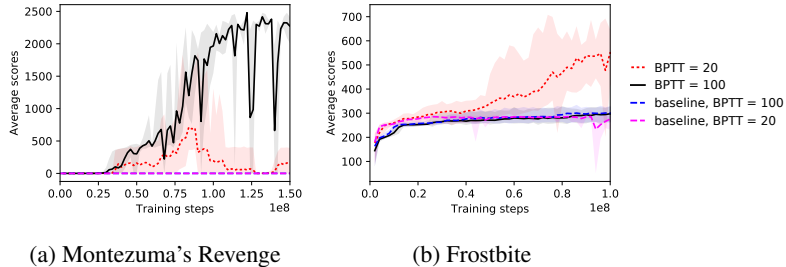 2500
2000
1500
1000
500
0
Average scores
0.00 0.25 0.50 0.75 1.00 1.25 1.50
Training steps
1e8
700
600
500
400
300
200
100
Average scores
0.0 0.2 0.4 0.6 0.8 1.0
Training steps
1e8
BPTT = 20
BPTT = 100
baseline, BPTT = 100
baseline, BPTT = 20
(a) Montezuma's Revenge
(b) Frostbite